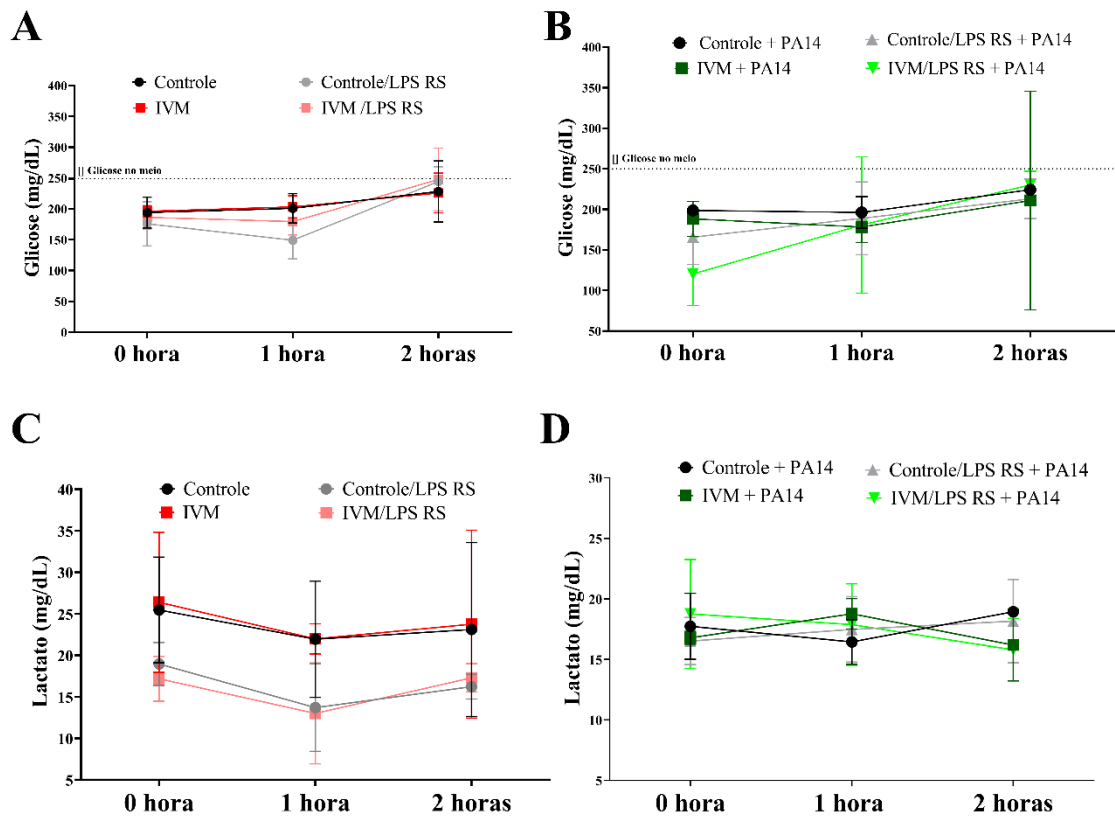 A
Controle
Controle/LPS RS
IVM
IVM /LPS RS
Glicose (mg/dL)
400
350
300
250
200
150
100
50
0
[] Glicose no meio
0 hora
1 hora
2 horas
B
Controle + PA14
Controle/LPS RS + PA14
IVM + PA14
IVM/LPS RS + PA14
Glicose (mg/dL)
400
350
300
250
200
150
100
50
[] Glicose no meio
0 hora
1 hora
2 horas
C
Controle
Controle/LPS RS
IVM
IVM/LPS RS
Lactato (mg/dL)
40
35
30
25
20
15
10
5
0 hora
1 hora
2 horas
D
Controle + PA14
Controle/LPS RS + PA14
IVM + PA14
IVM/LPS RS + PA14
Lactato (mg/dL)
30
25
20
15
10
5
0 hora
1 hora
2 horas